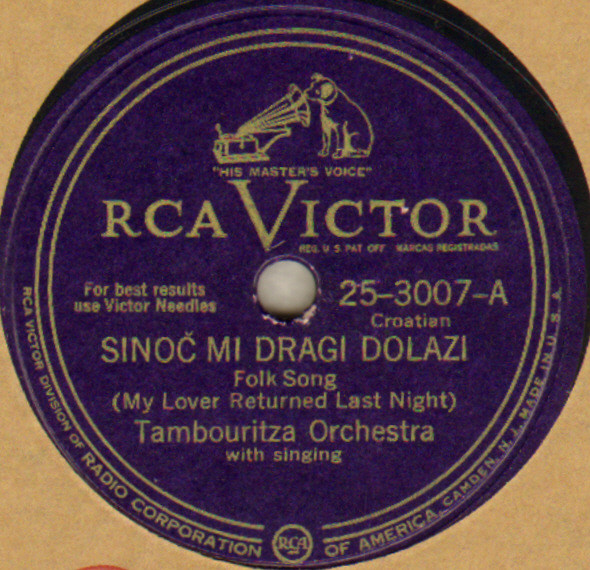 "HIS MASTER'S VOICE"
RCA VICTOR
REG. U S PAT OFF MARCAS REGISTRADAS
For best results
use Victor Needles
25-3007-A
Croatian
SINOČ MI DRAGI DOLAZI
Folk Song
(My Lover Returned Last Night)
Tambouritza Orchestra
with singing
RCA VICTOR DIVISION OF RADIO CORPORATION RCA OF AMERICA, CAMDEN, N. J. MADE IN U. S. A.